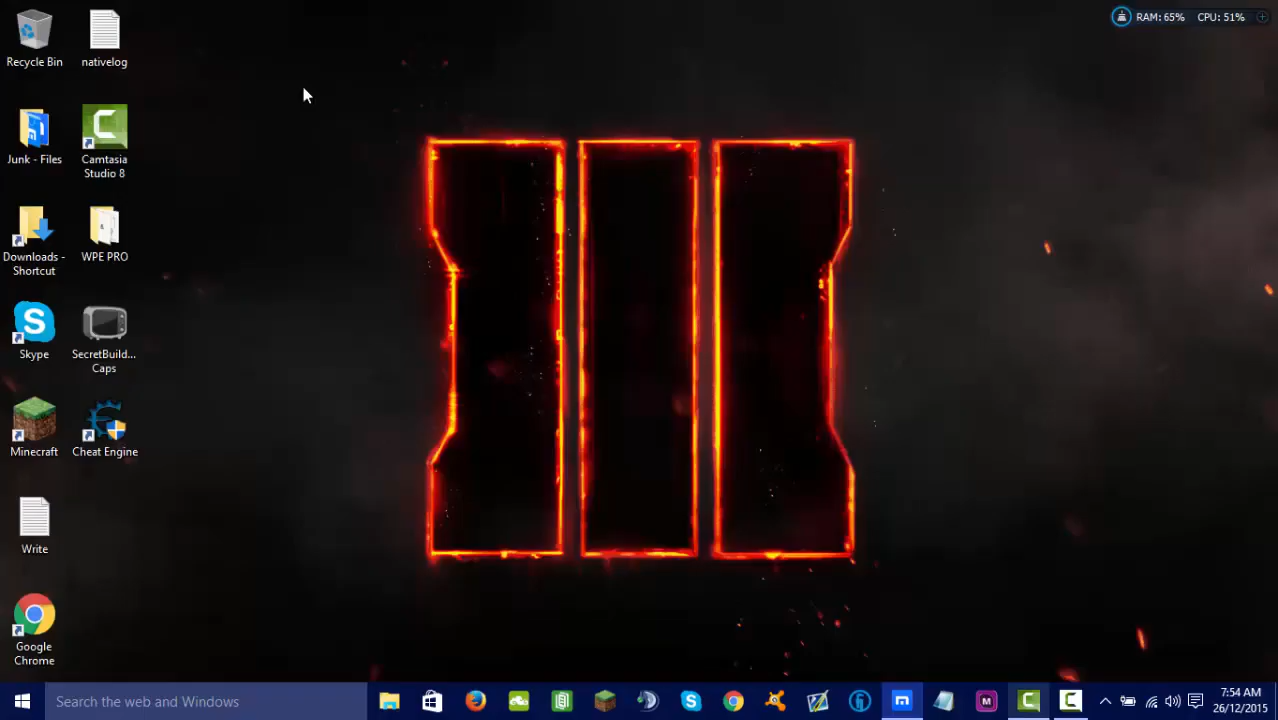 RAM: 65% CPU: 51%
Recycle Bin
nativelog
Junk - Files
Camtasia
Studio 8
Downloads -
Shortcut
WPE PRO
Skype
SecretBuild...
Caps
Minecraft
Cheat Engine
Write
Google
Chrome
Search the web and Windows
7:54 AM
26/12/2015